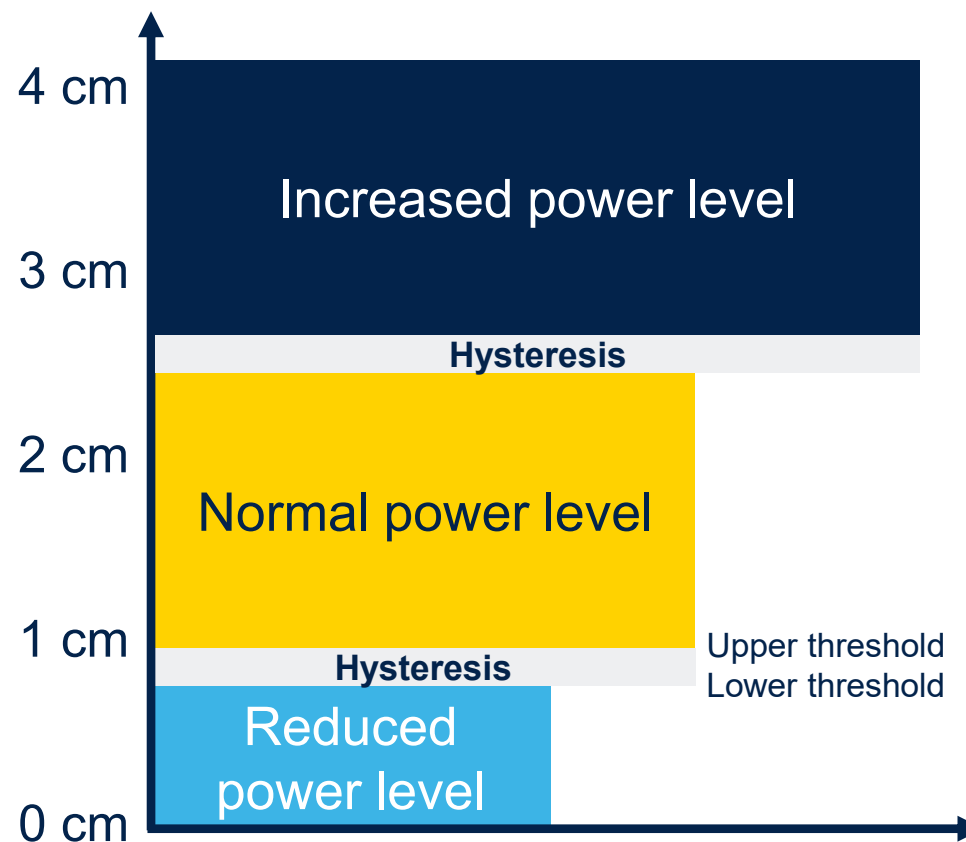 4 cm
Increased power level
3 cm
Hysteresis
2 cm
Normal power level
1 cm
Upper threshold
Hysteresis
Lower threshold
Reduced
power level
0 cm